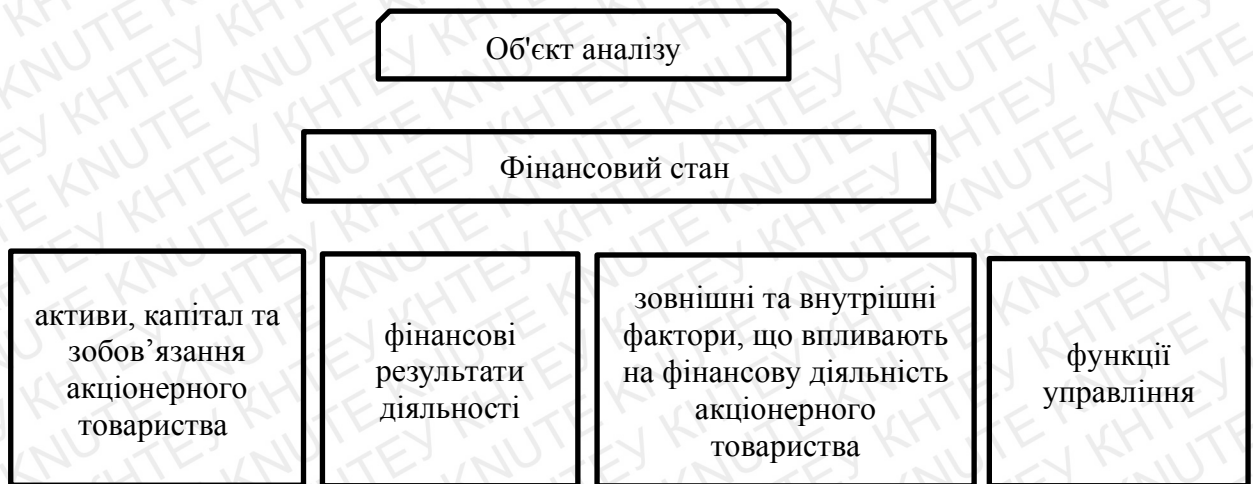 Об'єкт аналізу
Фінансовий стан
активи, капітал та
зобов’язання
акціонерного
товариства
фінансові
результати
діяльності
зовнішні та внутрішні
фактори, що впливають
на фінансову діяльність
акціонерного
товариства
функції
управління